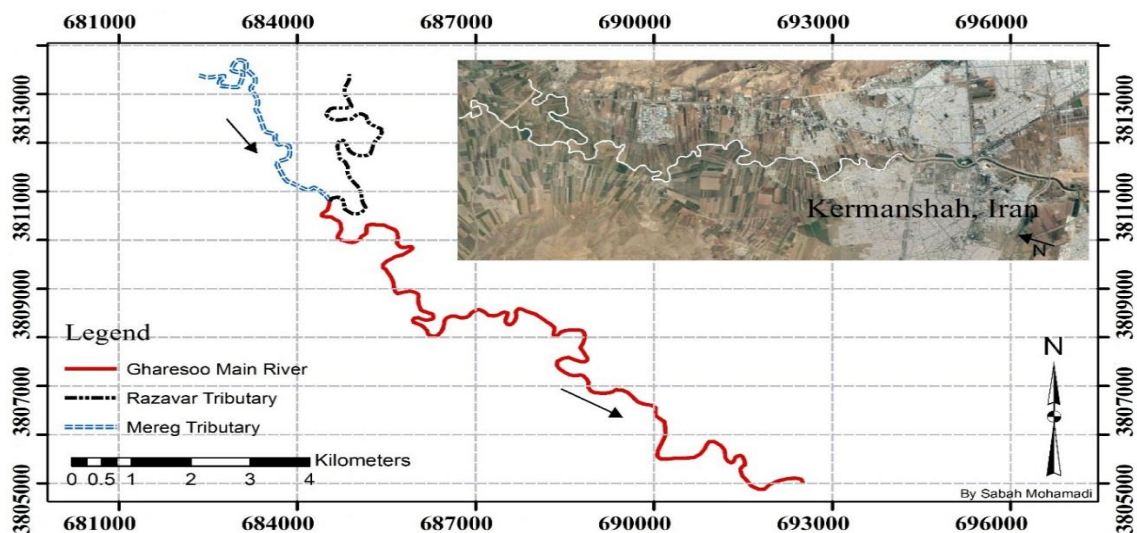 681000 684000 687000 690000 693000 696000
3813000
3811000
3809000
3807000
3805000
3813000
3811000
3809000
3807000
3805000
Kermanshah, Iran
N
Legend
Gharesoo Main River
Razavar Tributary
Mereg Tributary
Kilometers
0 0.5 1 2 3 4
N
By Sabah Mohamadi
681000 684000 687000 690000 693000 696000